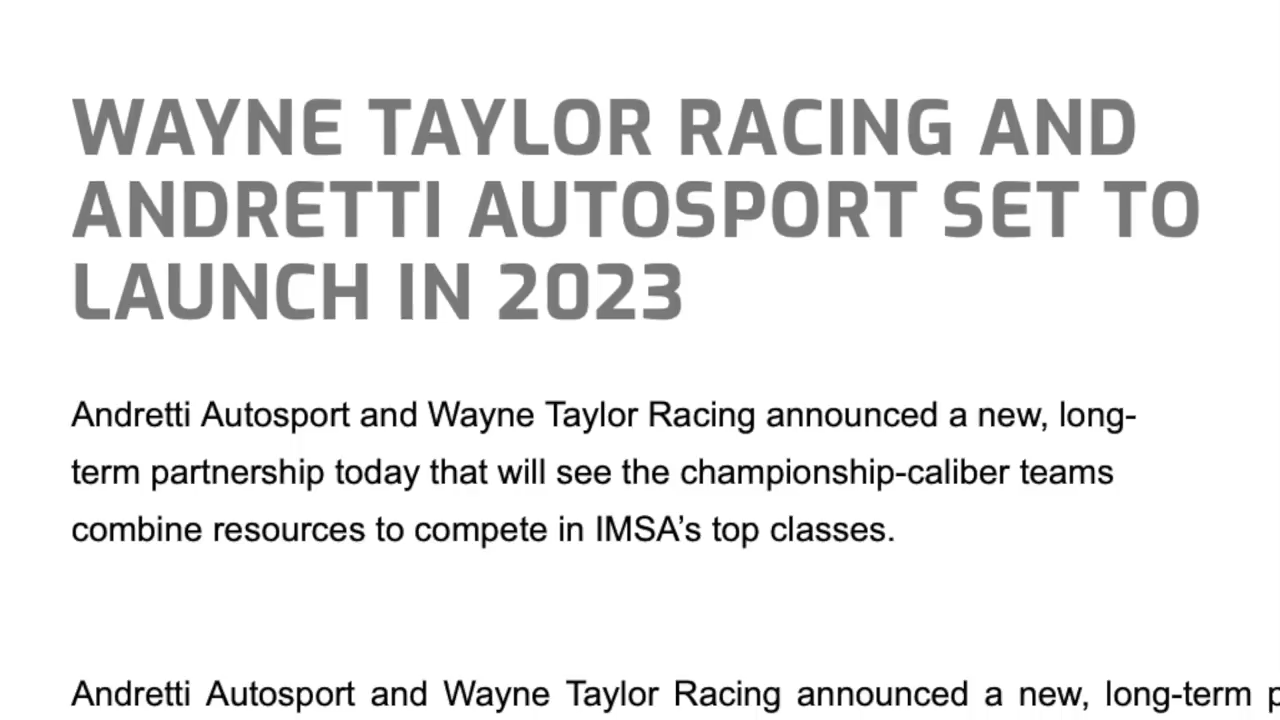 WAYNE TAYLOR RACING AND
ANDRETTI AUTOSPORT SET TO
LAUNCH IN 2023
Andretti Autosport and Wayne Taylor Racing announced a new, long-
term partnership today that will see the championship-caliber teams
combine resources to compete in IMSA’s top classes.
Andretti Autosport and Wayne Taylor Racing announced a new, long-term